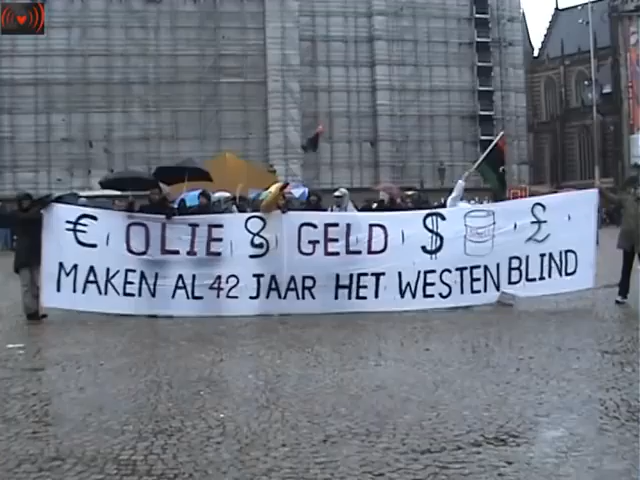 € OLIE & GELD $ £
MAKEN AL 42 JAAR HET WESTEN BLIND